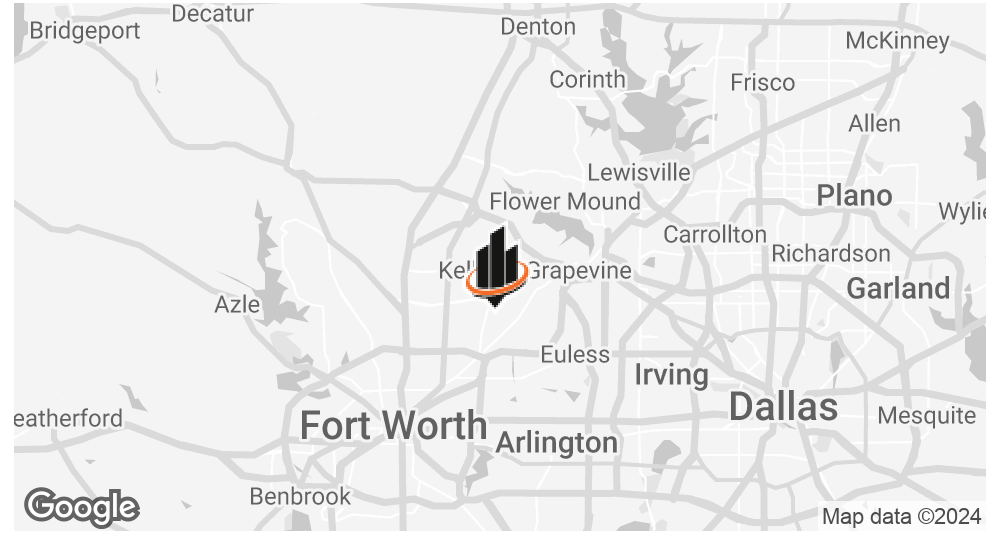 Decatur
Bridgeport
Denton
McKinney
Corinth
Frisco
Allen
Lewisville
Plano
Flower Mound
Wylie
Carrollton
Richardson
Kel
Grapevine
Garland
Azle
Euless
Irving
Dallas
eatherford
Fort Worth
Mesquite
Arlington
Benbrook
Google
Map data ©2024